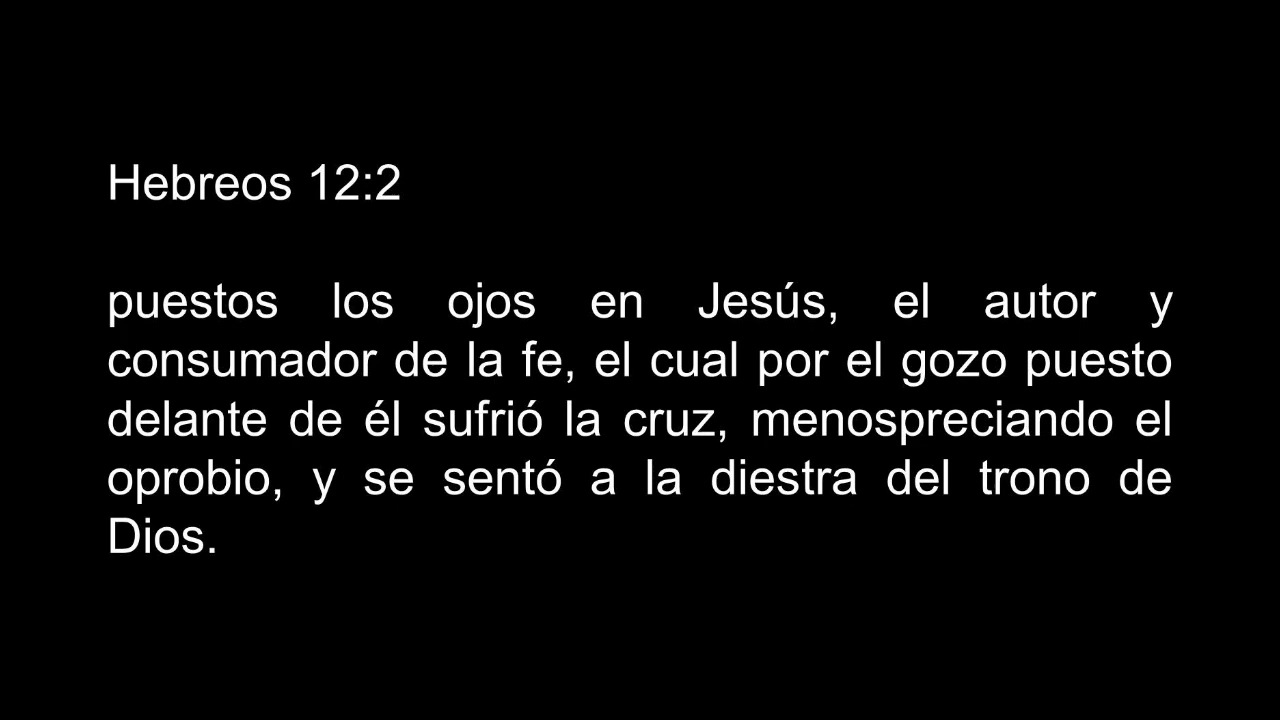 Hebreos 12:2
puestos los ojos en Jesús, el autor y
consumador de la fe, el cual por el gozo puesto
delante de él sufrió la cruz, menospreciando el
oprobio, y se sentó a la diestra del trono de
Dios.